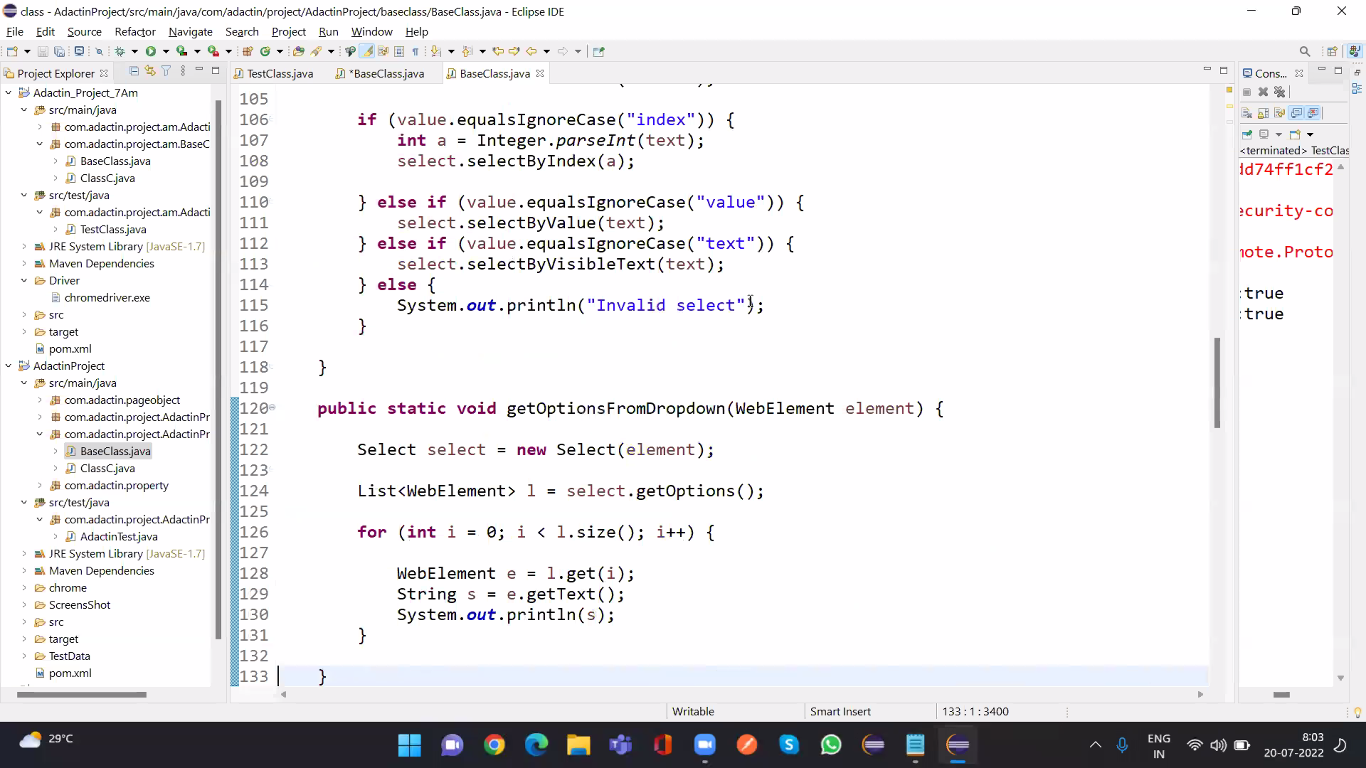 class - AdactinProject/src/main/java/com/adactin/project/AdactinProject/baseclass/BaseClass.java - Eclipse IDE
File Edit Source Refactor Navigate Search Project Run Window Help
Project Explorer
Adactin_Project_7Am
src/main/java
com.adactin.project.am.Adacti
com.adactin.project.am.BaseC
BaseClass.java
ClassC.java
src/test/java
com.adactin.project.am.Adacti
TestClass.java
JRE System Library [JavaSE-1.7]
Maven Dependencies
Driver
chromedriver.exe
src
target
pom.xml
AdactinProject
src/main/java
com.adactin.pageobject
com.adactin.project.AdactinPr
com.adactin.project.AdactinPr
BaseClass.java
ClassC.java
com.adactin.property
src/test/java
com.adactin.project.AdactinPr
AdactinTest.java
JRE System Library [JavaSE-1.7]
Maven Dependencies
chrome
ScreensShot
src
target
TestData
pom.xml
TestClass.java *BaseClass.java BaseClass.java
105
106 if (value.equalsIgnoreCase("index")) {
107 int a = Integer.parseInt(text);
108 select.selectByIndex(a);
109
110 } else if (value.equalsIgnoreCase("value")) {
111 select.selectByValue(text);
112 } else if (value.equalsIgnoreCase("text")) {
113 select.selectByVisibleText(text);
114 } else {
115 System.out.println("Invalid select");
116 }
117
118 }
119
120 public static void getOptionsFromDropdown(WebElement element) {
121
122 Select select = new Select(element);
123
124 List<WebElement> l = select.getOptions();
125
126 for (int i = 0; i < l.size(); i++) {
127
128 WebElement e = l.get(i);
129 String s = e.getText();
130 System.out.println(s);
131 }
132
133 }
Cons...
<terminated> TestClas
dd74ff1cf2
ecurity-co
mote.Proto
:true
:true
Writable Smart Insert 133 : 1 : 3400
29°C
ENG
IN
8:03
20-07-2022